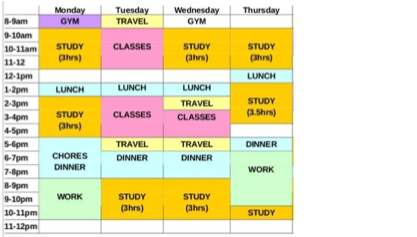 Monday Tuesday Wednesday Thursday
8-9am GYM TRAVEL GYM
9-10am
10-11am STUDY CLASSES STUDY STUDY
11-12 (3hrs) (3hrs) (3hrs)
12-1pm LUNCH
1-2pm LUNCH LUNCH LUNCH
2-3pm TRAVEL STUDY
3-4pm STUDY CLASSES CLASSES (3.5hrs)
4-5pm (3hrs)
5-6pm TRAVEL TRAVEL DINNER
6-7pm CHORES DINNER DINNER WORK
7-8pm DINNER
8-9pm
9-10pm WORK STUDY STUDY
10-11pm (3hrs) (3hrs) STUDY
11-12pm